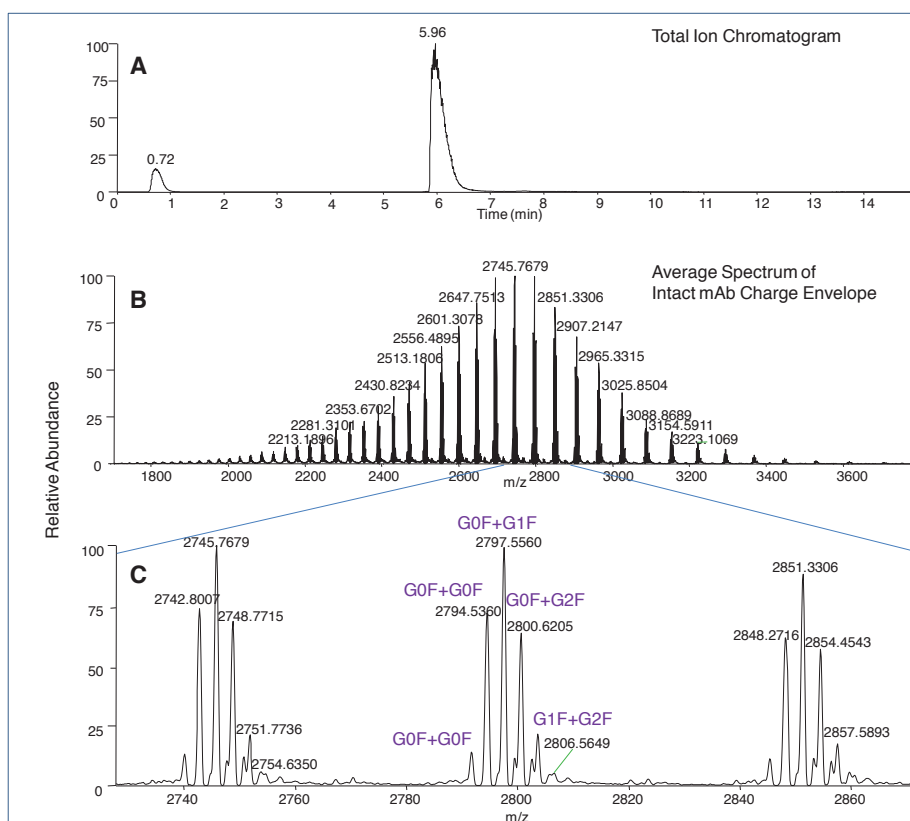 5.96
Total Ion Chromatogram
100
A
75
50
25
0.72
0
0 1 2 3 4 5 6 7 8 9 10 11 12 13 14
Time (min)
Relative Abundance
100
B
2745.7679
Average Spectrum of
Intact mAb Charge Envelope
2647.7513
2851.3306
2601.3073
2907.2147
75
2556.4895
2965.3315
2513.1806
50
2430.8234
3025.8504
2353.6702
3088.8689
25
2281.3101
3154.5911
2213.1896
3223.1069
0
1800 2000 2200 2400 2600 2800 3000 3200 3400 3600
m/z
G0F+G1F
100
2745.7679
2797.5560
C
2851.3306
G0F+G0F
G0F+G2F
75
2742.8007
2794.5360
2748.7715
2800.6205
2848.2716
2854.4543
50
25
2751.7736
G1F+G2F
G0F+G0F
2806.5649
2857.5893
2754.6350
0
2740 2760 2780 2800 2820 2840 2860
m/z